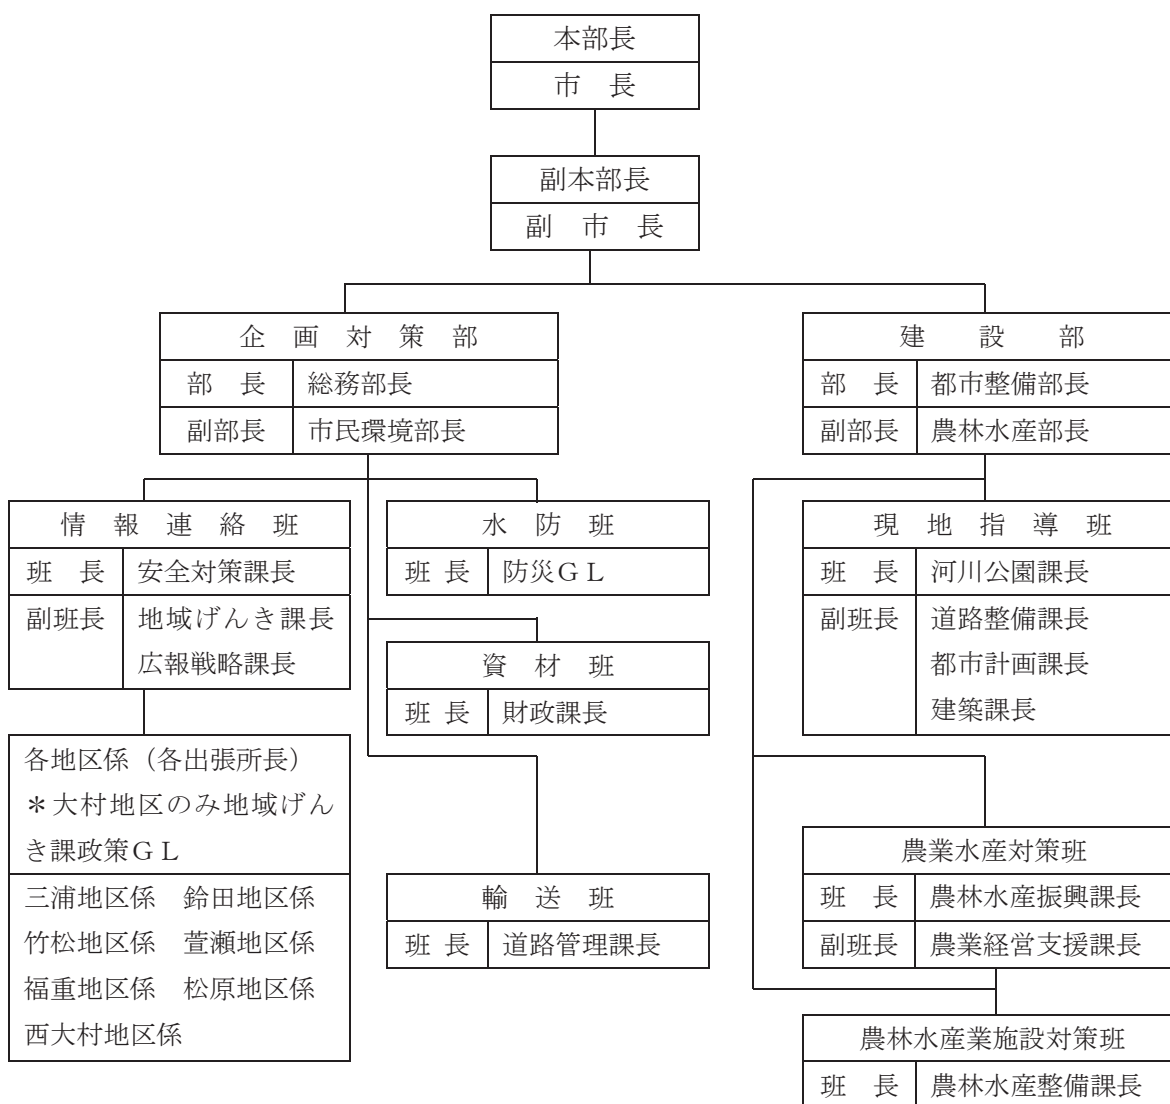 本部長
市　長
副本部長
副　市　長
企　画　対　策　部
部　長　総務部長
副部長　市民環境部長
建　設　部
部　長　都市整備部長
副部長　農林水産部長
情　報　連　絡　班
班　長　安全対策課長
副班長　地域げんき課長
広報戦略課長
各地区係（各出張所長）
＊大村地区のみ地域げん
き課政策ＧＬ
三浦地区係　鈴田地区係
竹松地区係　萱瀬地区係
福重地区係　松原地区係
西大村地区係
水　防　班
班　長　防災ＧＬ
資　材　班
班　長　財政課長
輸　送　班
班　長　道路管理課長
現　地　指　導　班
班　長　河川公園課長
副班長　道路整備課長
都市計画課長
建築課長
農業水産対策班
班　長　農林水産振興課長
副班長　農業経営支援課長
農林水産業施設対策班
班　長　農林水産整備課長